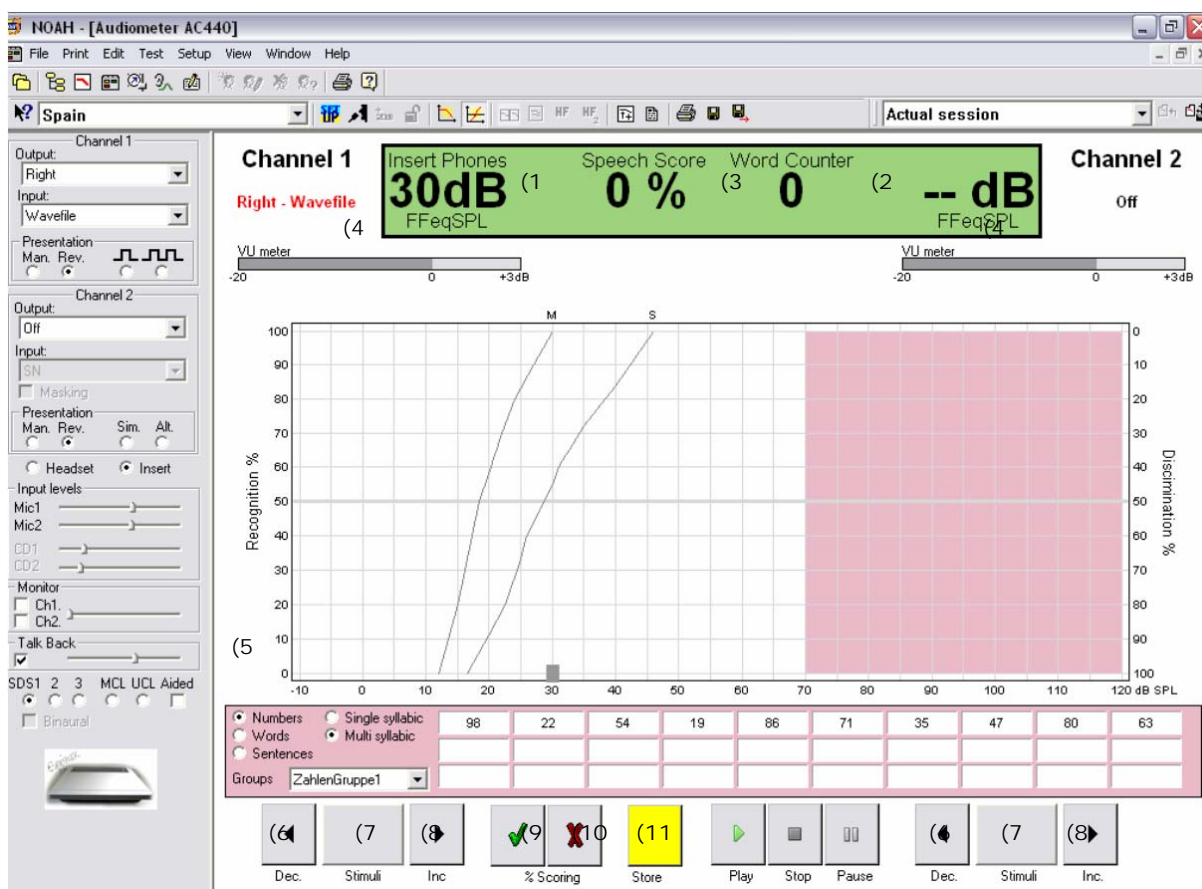 NOAH - [Audiometer AC440]
File Print Edit Test Setup View Window Help
Spain
Actual session
Channel 1
Output:
Right
Input:
Wavefile
Presentation
Man. Rev.
Channel 2
Output:
Off
Input:
SN
Masking
Presentation
Man. Rev. Sim. Alt.
Headset Insert
Input levels
Mic1
Mic2
CD1
CD2
Monitor
Ch1.
Ch2.
Talk Back
SDS1 2 3 MCL UCL Aided
Binaural
Channel 1
Right - Wavefile
(4
Insert Phones Speech Score Word Counter
30dB (1 0 % (3 0 (2 -- dB
FFeqSPL FFeqSPL
(4
Channel 2
Off
VU meter
-20 0 +3dB
VU meter
-20 0 +3dB
M S
Recognition %
100
90
80
70
60
50
40
30
20
10
0
(5
0
10
20
30
40
50
60
70
80
90
100
Discimination %
-10 0 10 20 30 40 50 60 70 80 90 100 110 120 dB SPL
Numbers Single syllabic 98 22 54 19 86 71 35 47 80 63
Words Multi syllabic
Sentences
Groups ZahlenGruppe1
(6 (7 (8 (9 10 (11 (6 (7 (8
Dec. Stimuli Inc % Scoring Store Play Stop Pause Dec. Stimuli Inc.